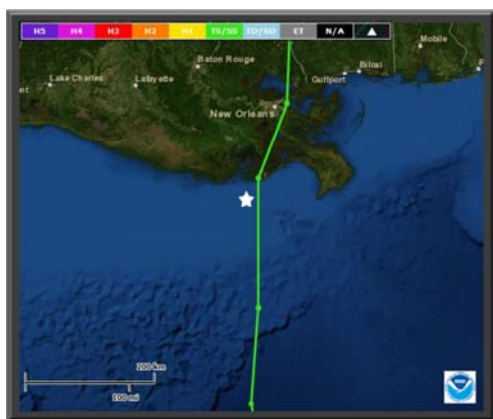 H5 H4 H3 H2 H1 TS/SS TD/SD ET N/A
Mobile
Baton Rouge
Biloxi
Lake Charles
Lafayette
Gulfport
New Orleans
200 km
100 mi